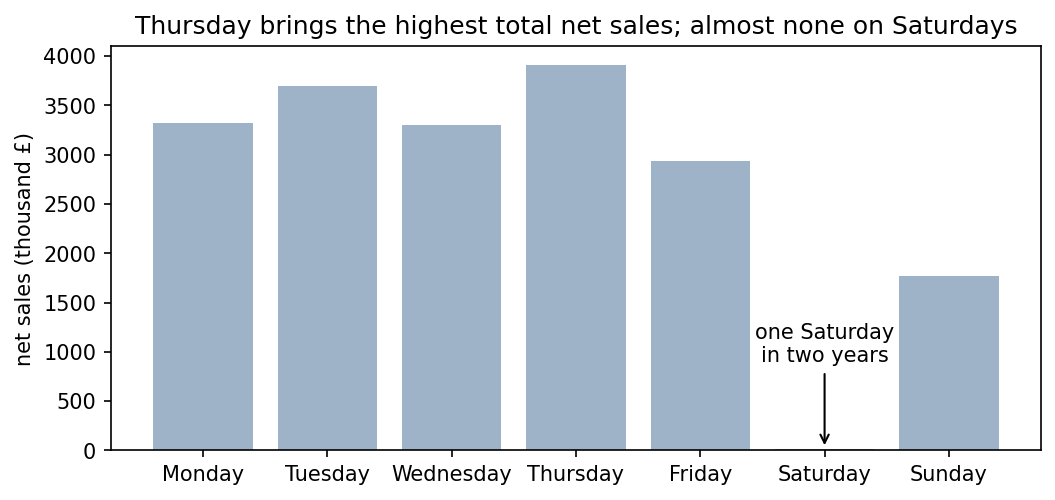 Thursday brings the highest total net sales; almost none on Saturdays
net sales (thousand £)
4000
3500
3000
2500
2000
1500
1000
500
0
one Saturday
in two years
Monday Tuesday Wednesday Thursday Friday Saturday Sunday